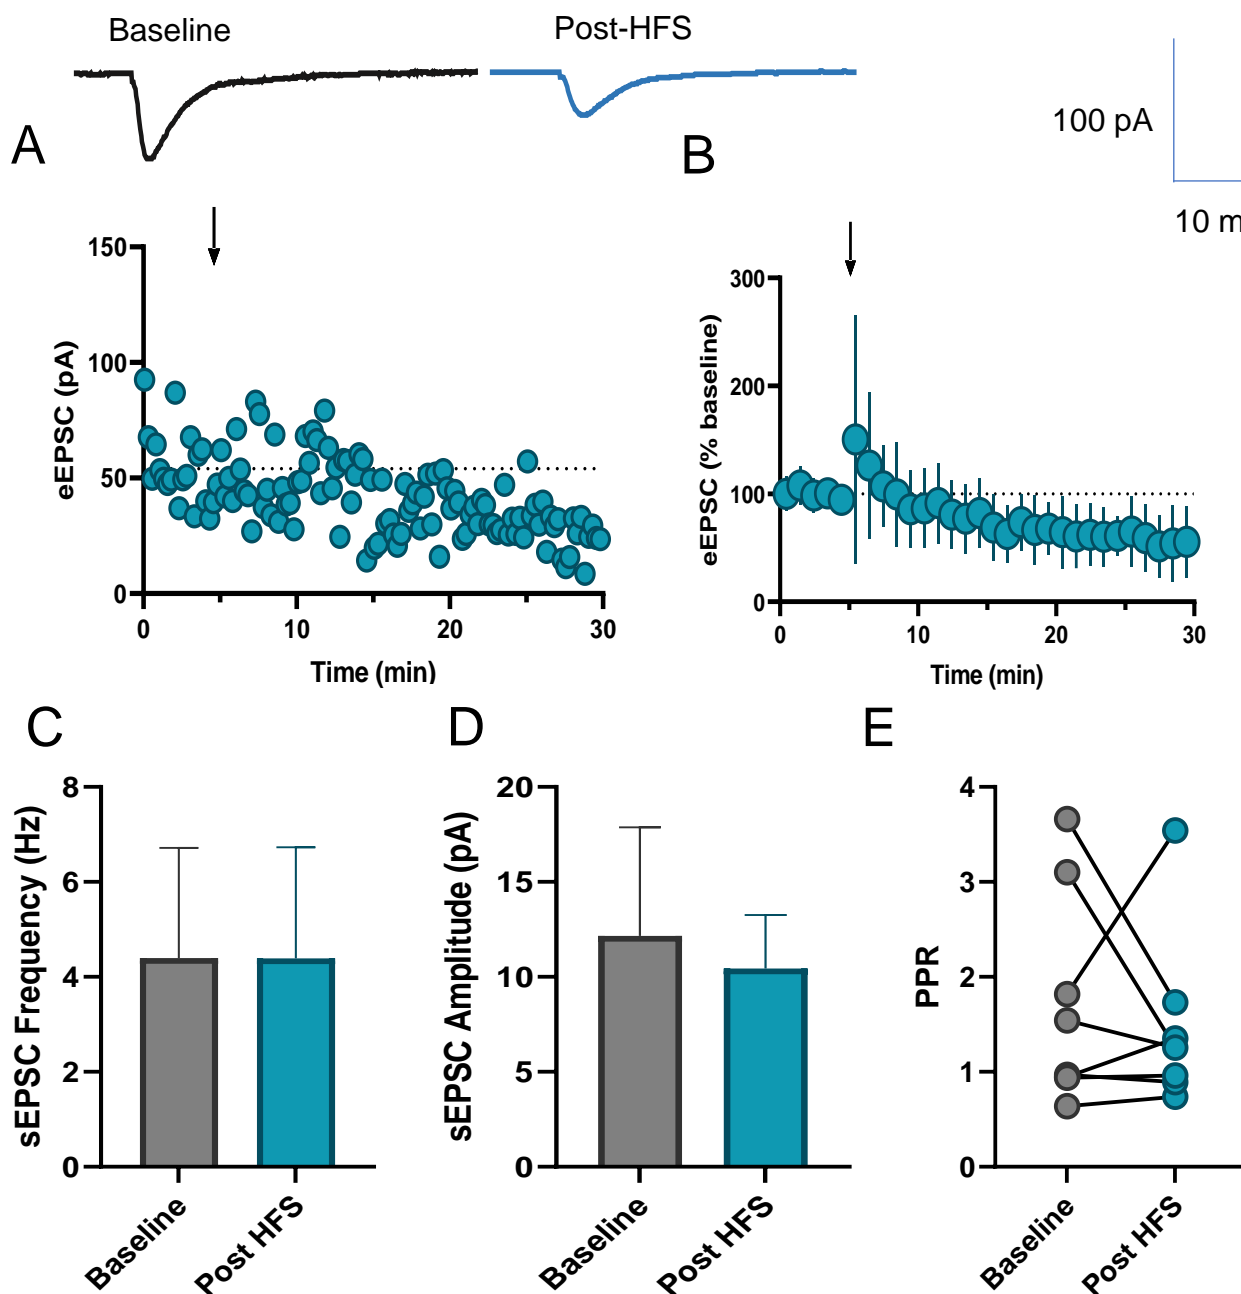 Baseline
Post-HFS
A
B
100 pA
10 m
eEPSC (pA)
150
100
50
0
0
10
20
30
Time (min)
eEPSC (% baseline)
300
200
100
0
0
10
20
30
Time (min)
C
D
E
sEPSC Frequency (Hz)
8
6
4
2
0
Baseline
Post HFS
sEPSC Amplitude (pA)
20
15
10
5
0
Baseline
Post HFS
PPR
4
3
2
1
0
Baseline
Post HFS